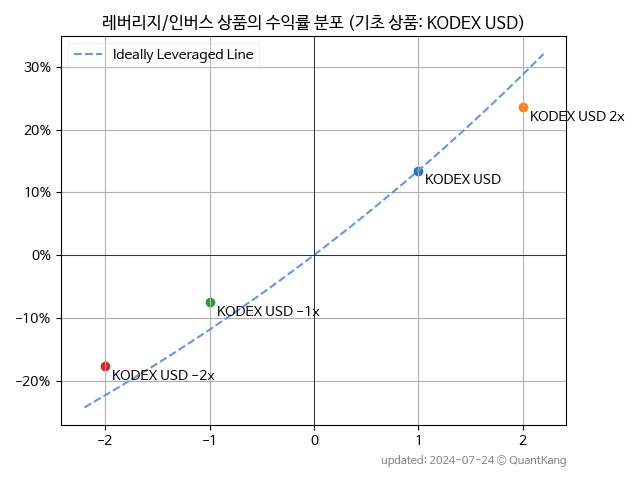 레버리지/인버스 상품의 수익률 분포 (기초 상품: KODEX USD)
Ideally Leveraged Line
30%
20%
10%
0%
−10%
−20%
KODEX USD 2x
KODEX USD
KODEX USD −1x
KODEX USD −2x
−2
−1
0
1
2
updated: 2024-07-24 © QuantKang